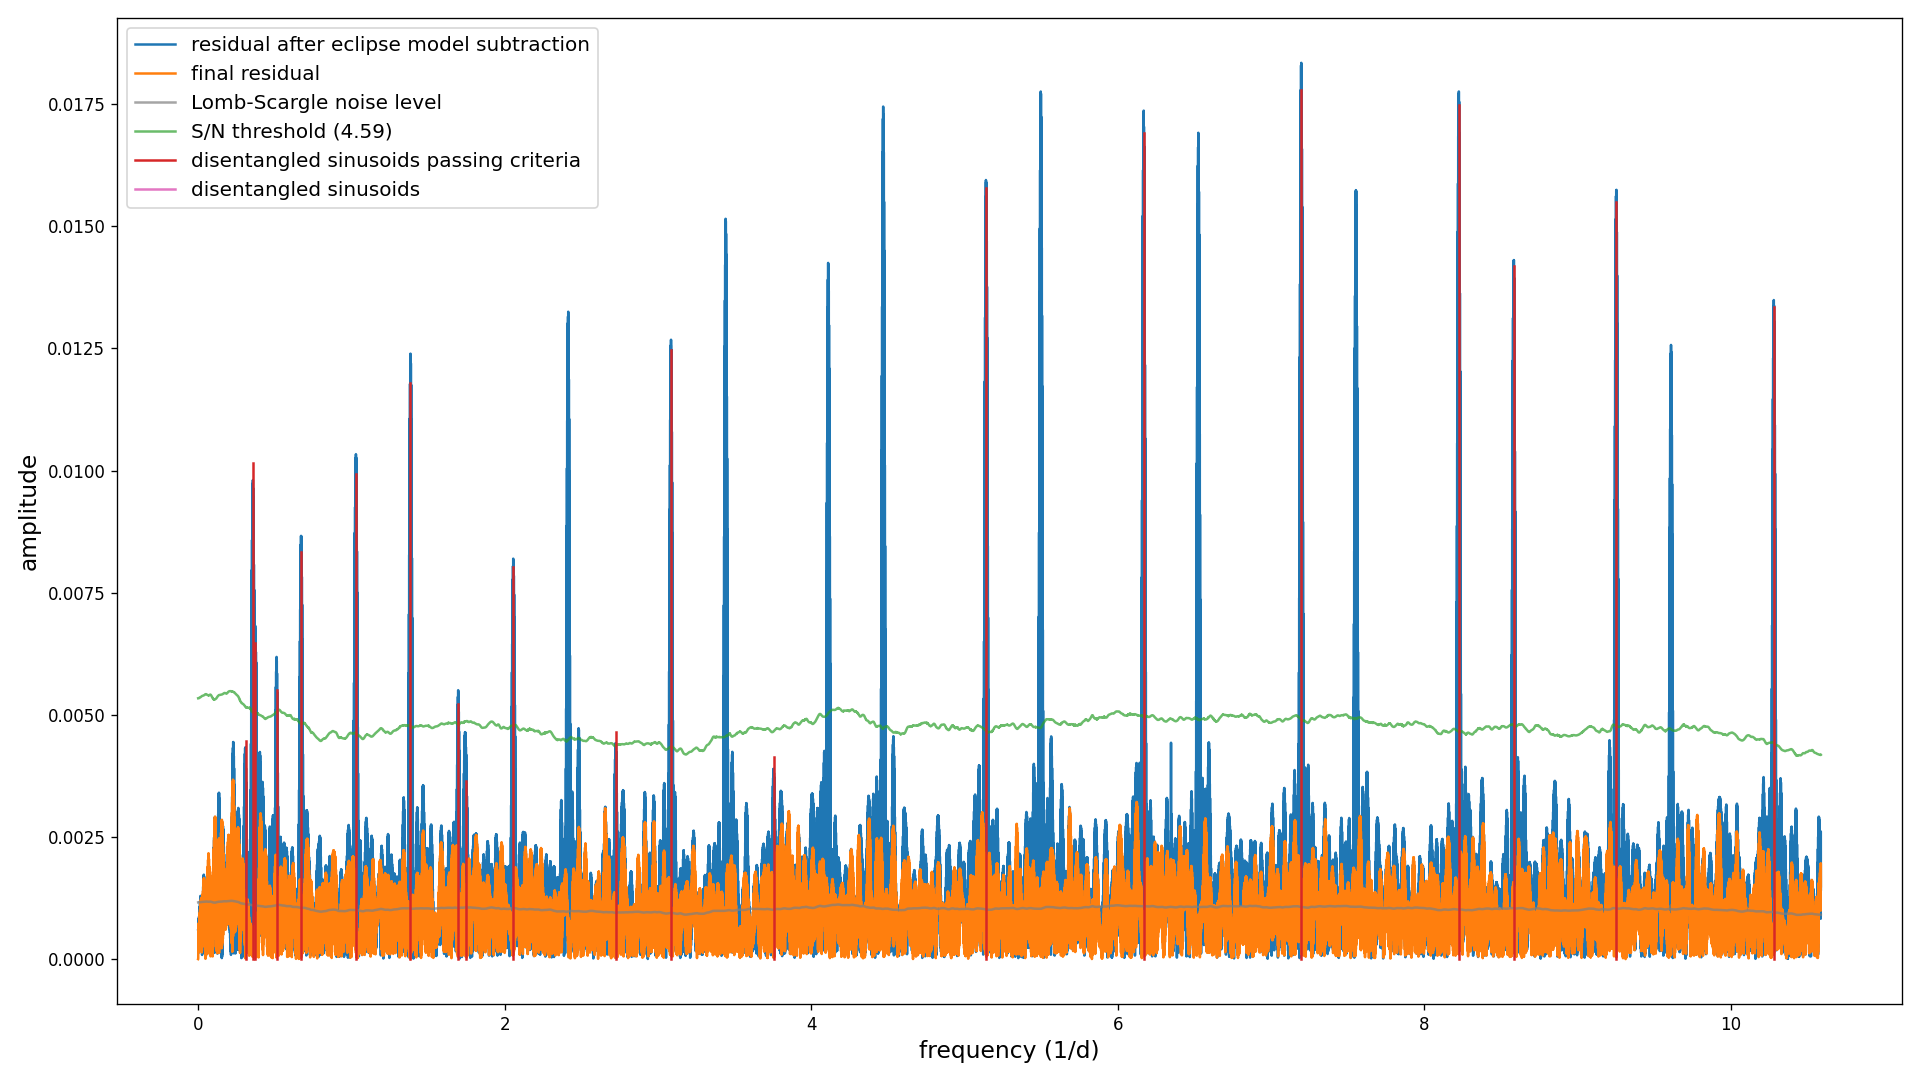 residual after eclipse model subtraction
final residual
Lomb-Scargle noise level
S/N threshold (4.59)
disentangled sinusoids passing criteria
disentangled sinusoids
0.0175
0.0150
0.0125
0.0100
0.0075
0.0050
0.0025
0.0000
amplitude
0 2 4 6 8 10
frequency (1/d)